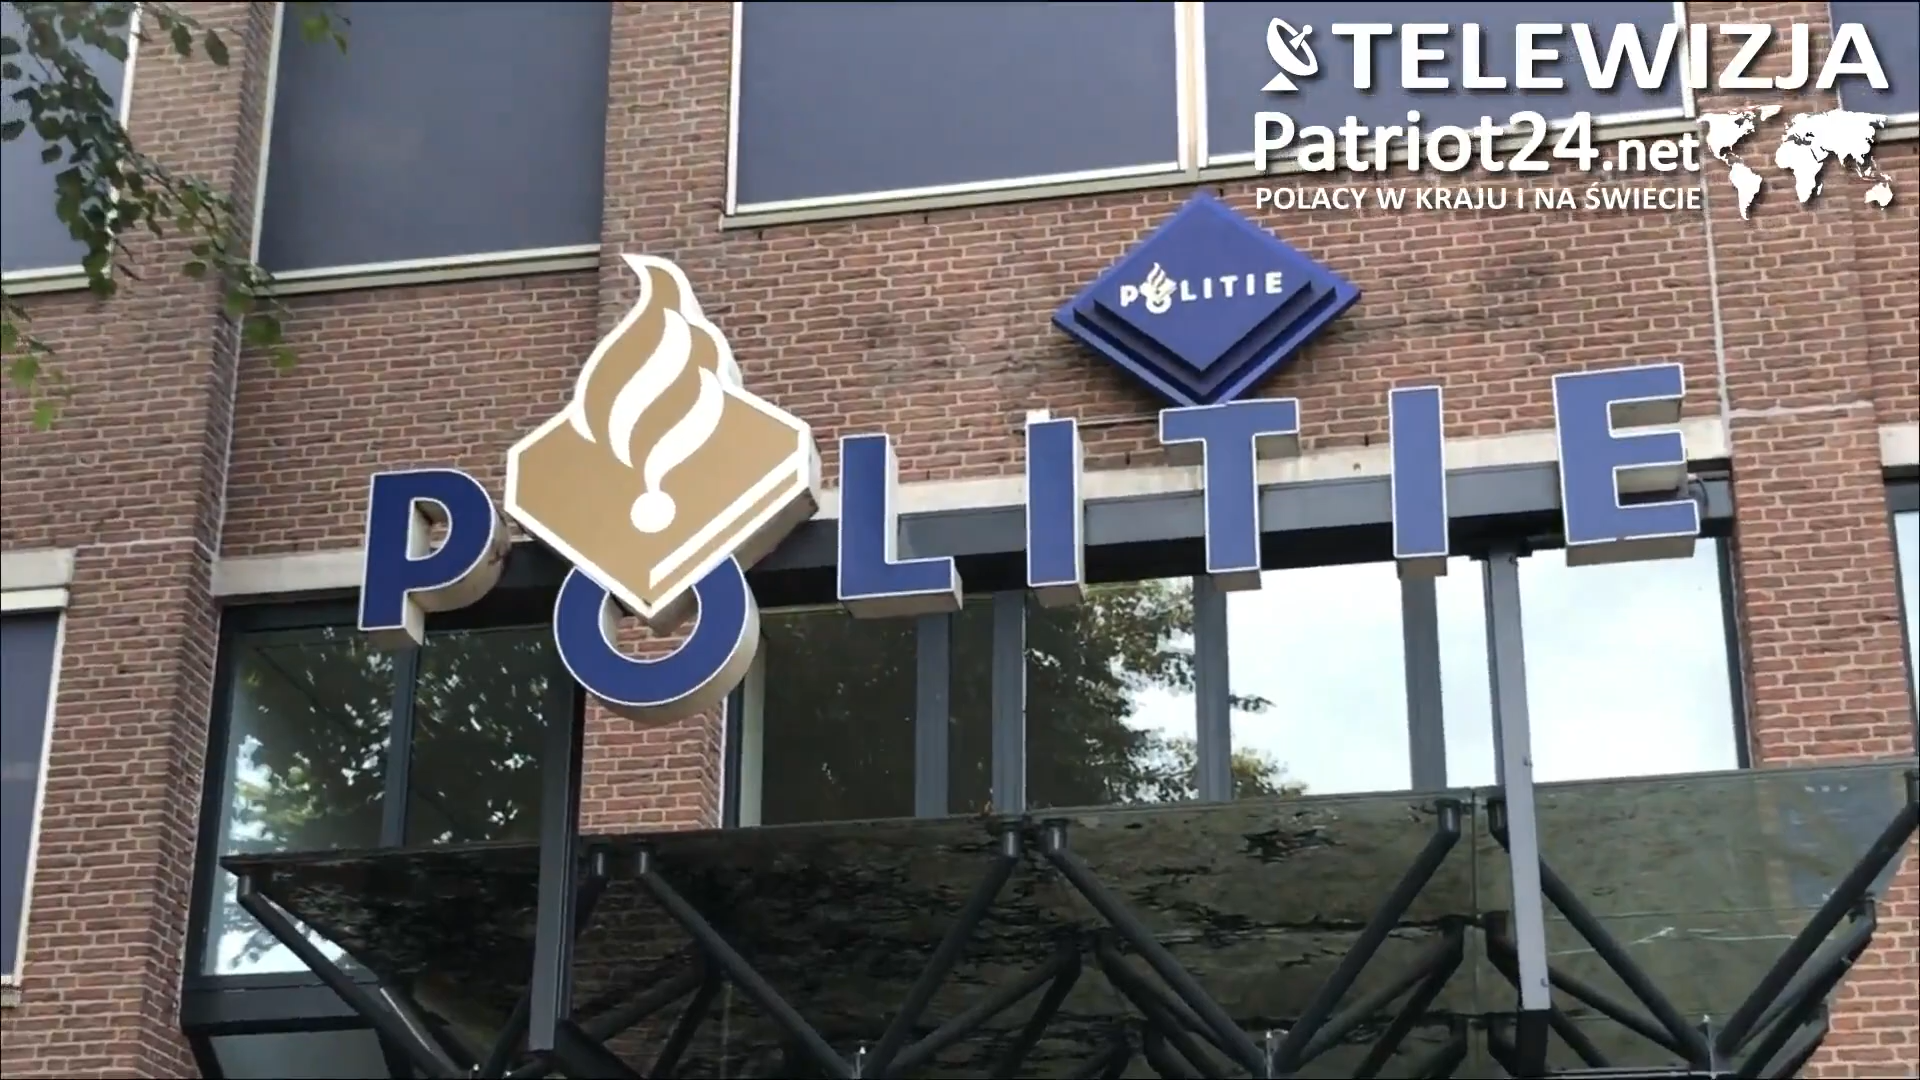 TELEWIZJA
Patriot24.net
POLACY W KRAJU I NA ŚWIECIE
POLITIE
POLITIE